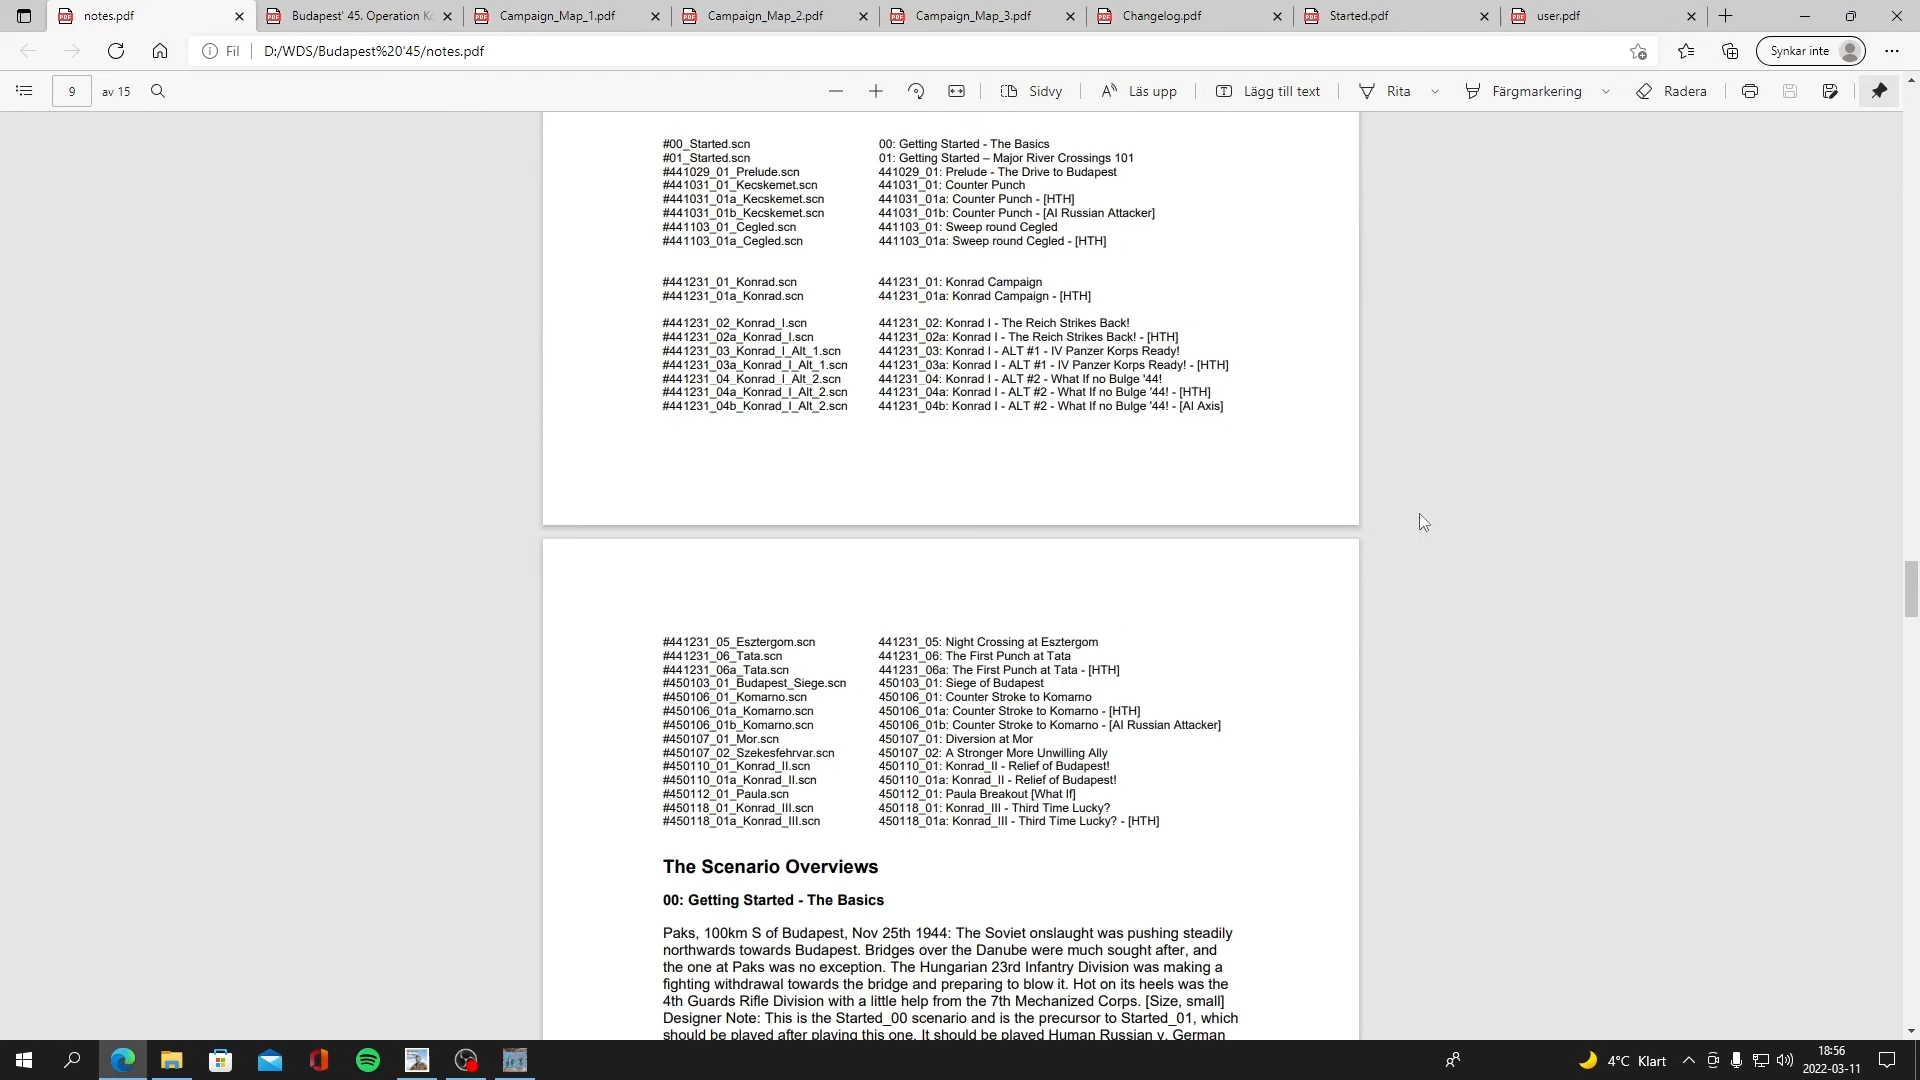 notes.pdf
Budapest' 45. Operation Ko
Campaign_Map_1.pdf
Campaign_Map_2.pdf
Campaign_Map_3.pdf
Changelog.pdf
Started.pdf
user.pdf
Fil
D:/WDS/Budapest%20'45/notes.pdf
Synkar inte
9 av 15
Sidvy
Läs upp
Lägg till text
Rita
Färgmarkering
Radera
#00_Started.scn 00: Getting Started - The Basics
#01_Started.scn 01: Getting Started – Major River Crossings 101
#441029_01_Prelude.scn 441029_01: Prelude - The Drive to Budapest
#441031_01_Kecskemet.scn 441031_01: Counter Punch
#441031_01a_Kecskemet.scn 441031_01a: Counter Punch - [HTH]
#441031_01b_Kecskemet.scn 441031_01b: Counter Punch - [AI Russian Attacker]
#441103_01_Cegled.scn 441103_01: Sweep round Cegled
#441103_01a_Cegled.scn 441103_01a: Sweep round Cegled - [HTH]
#441231_01_Konrad.scn 441231_01: Konrad Campaign
#441231_01a_Konrad.scn 441231_01a: Konrad Campaign - [HTH]
#441231_02_Konrad_I.scn 441231_02: Konrad I - The Reich Strikes Back!
#441231_02a_Konrad_I.scn 441231_02a: Konrad I - The Reich Strikes Back! - [HTH]
#441231_03_Konrad_I_Alt_1.scn 441231_03: Konrad I - ALT #1 - IV Panzer Korps Ready!
#441231_03a_Konrad_I_Alt_1.scn 441231_03a: Konrad I - ALT #1 - IV Panzer Korps Ready! - [HTH]
#441231_04_Konrad_I_Alt_2.scn 441231_04: Konrad I - ALT #2 - What If no Bulge '44!
#441231_04a_Konrad_I_Alt_2.scn 441231_04a: Konrad I - ALT #2 - What If no Bulge '44! - [HTH]
#441231_04b_Konrad_I_Alt_2.scn 441231_04b: Konrad I - ALT #2 - What If no Bulge '44! - [AI Axis]
#441231_05_Esztergom.scn 441231_05: Night Crossing at Esztergom
#441231_06_Tata.scn 441231_06: The First Punch at Tata
#441231_06a_Tata.scn 441231_06a: The First Punch at Tata - [HTH]
#450103_01_Budapest_Siege.scn 450103_01: Siege of Budapest
#450106_01_Komarno.scn 450106_01: Counter Stroke to Komarno
#450106_01a_Komarno.scn 450106_01a: Counter Stroke to Komarno - [HTH]
#450106_01b_Komarno.scn 450106_01b: Counter Stroke to Komarno - [AI Russian Attacker]
#450107_01_Mor.scn 450107_01: Diversion at Mor
#450107_02_Szekesfehrvar.scn 450107_02: A Stronger More Unwilling Ally
#450110_01_Konrad_II.scn 450110_01: Konrad_II - Relief of Budapest!
#450110_01a_Konrad_II.scn 450110_01a: Konrad_II - Relief of Budapest!
#450112_01_Paula.scn 450112_01: Paula Breakout [What If]
#450118_01_Konrad_III.scn 450118_01: Konrad_III - Third Time Lucky?
#450118_01a_Konrad_III.scn 450118_01a: Konrad_III - Third Time Lucky? - [HTH]
The Scenario Overviews
00: Getting Started - The Basics
Paks, 100km S of Budapest, Nov 25th 1944: The Soviet onslaught was pushing steadily
northwards towards Budapest. Bridges over the Danube were much sought after, and
the one at Paks was no exception. The Hungarian 23rd Infantry Division was making a
fighting withdrawal towards the bridge and preparing to blow it. Hot on its heels was the
4th Guards Rifle Division with a little help from the 7th Mechanized Corps. [Size, small]
Designer Note: This is the Started_00 scenario and is the precursor to Started_01, which
should be played after playing this one. It should be played Human Russian v. German
4°C Klart
18:56
2022-03-11